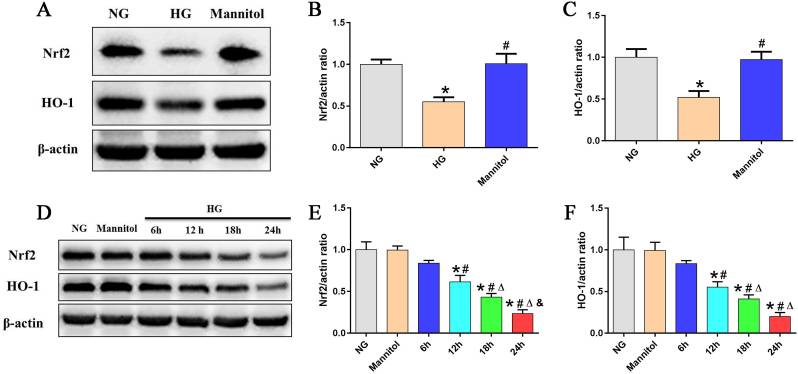 A
NG HG Mannitol
Nrf2
HO-1
β-actin
B
Nrf2/actin ratio
1.5
1.0
0.5
0.0
*
#
NG
HG
Mannitol
C
HO-1/actin ratio
1.5
1.0
0.5
0.0
*
#
NG
HG
Mannitol
D
HG
NG Mannitol 6h 12 h 18h 24h
Nrf2
HO-1
β-actin
E
Nrf2/actin ratio
1.5
1.0
0.5
0.0
*#
*#Δ
*#Δ &
NG
Mannitol
6h
12h
18h
24h
F
HO-1/actin ratio
1.5
1.0
0.5
0.0
*#
*#Δ
*#Δ
NG
Mannitol
6h
12h
18h
24h